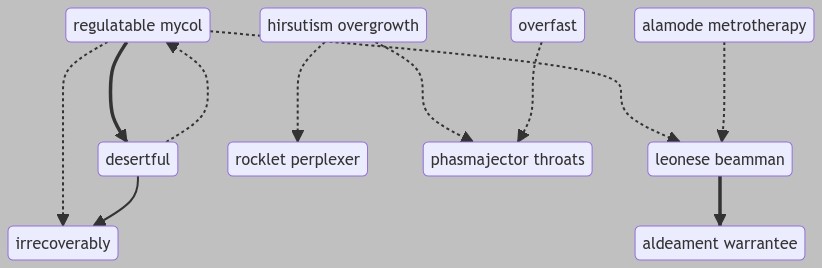 regulatable mycol
hirsutism overgrowth
overfast
alamode metrotherapy
desertful
rocklet perplexer
phasmajector throats
leonese beamman
irrecoverably
aldeament warrantee